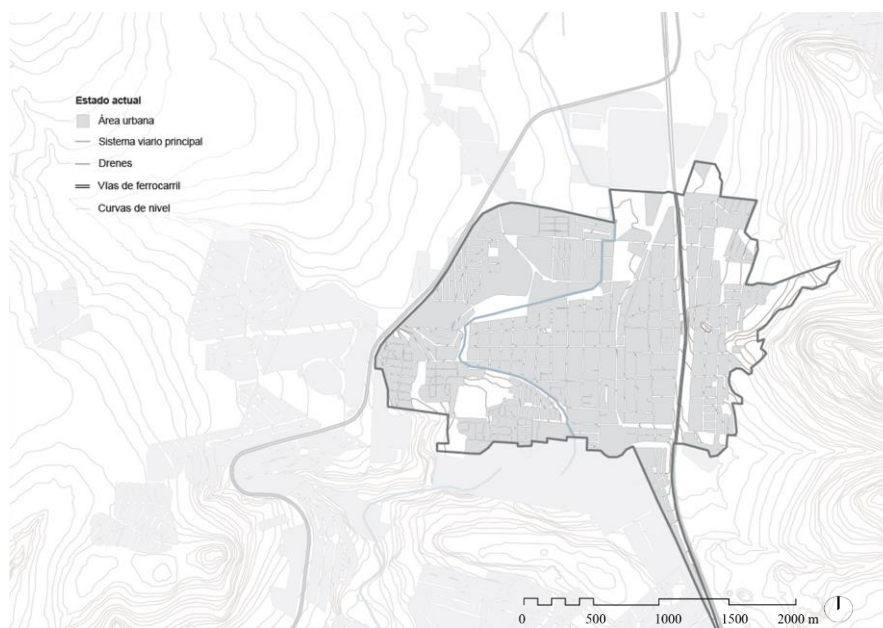 Estado actual
Área urbana
Sistema viario principal
Drenes
Vías de ferrocarril
Curvas de nivel
0 500 1000 1500 2000 m